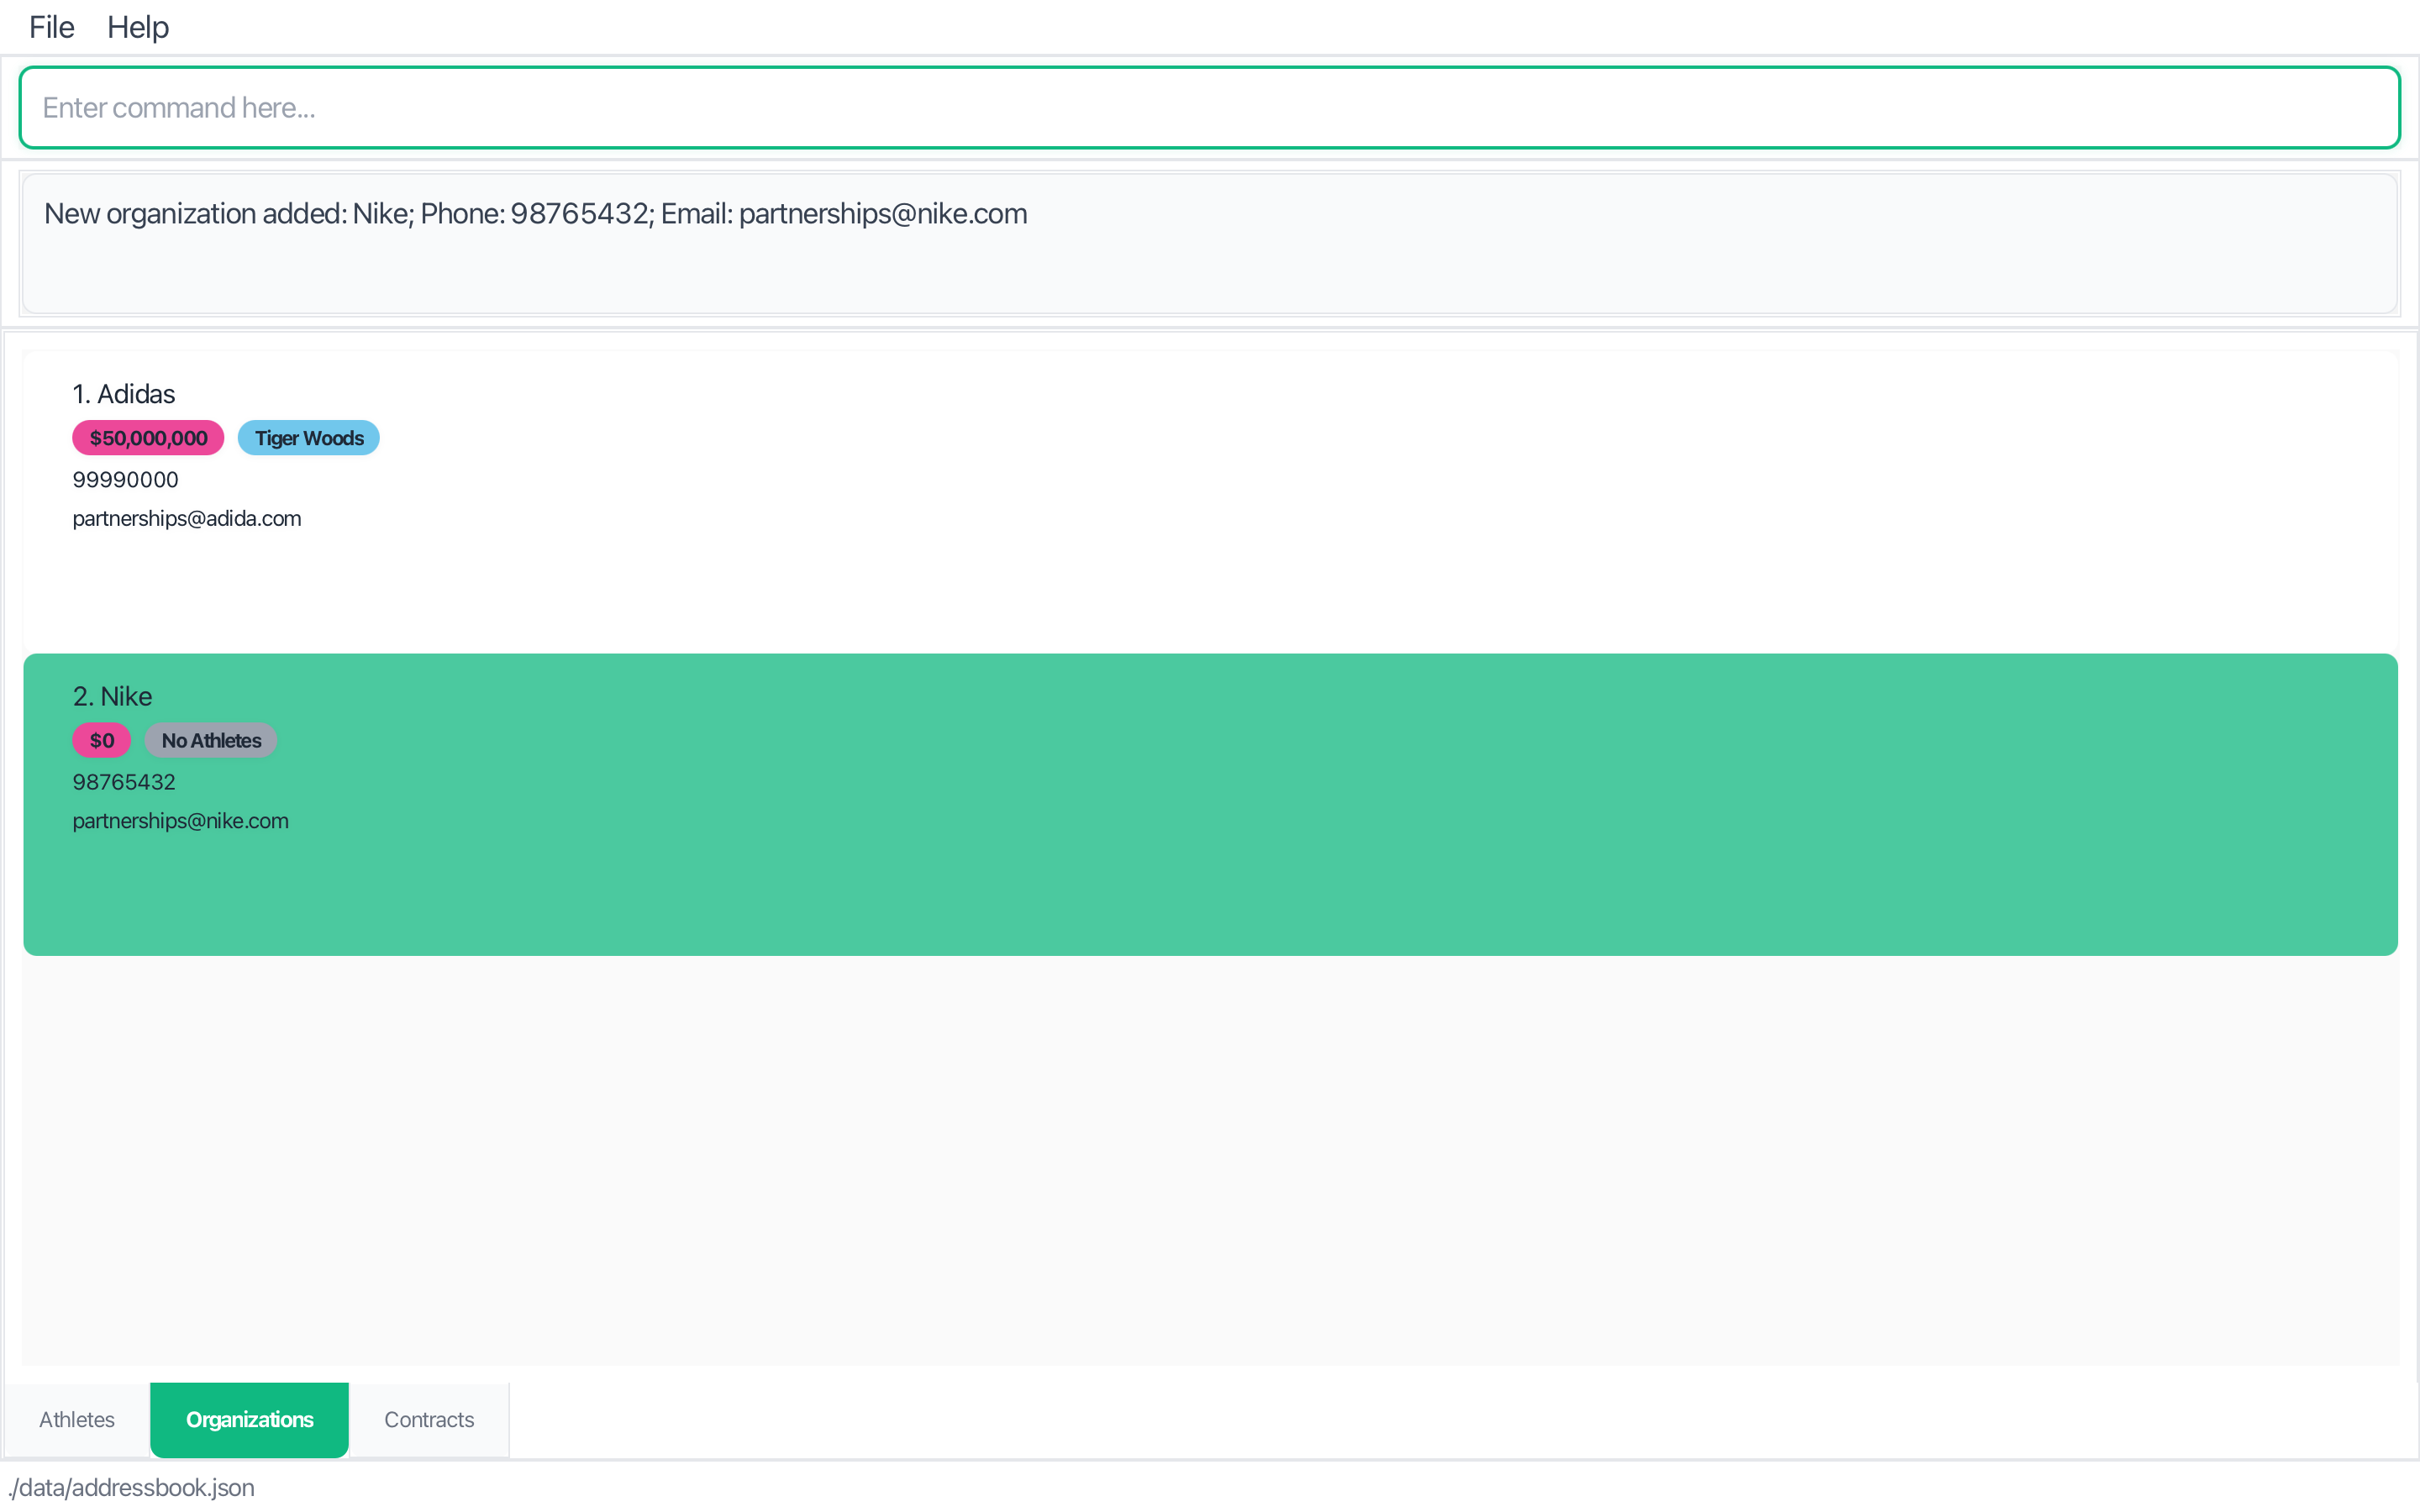 File Help
Enter command here...
New organization added: Nike; Phone: 98765432; Email: partnerships@nike.com
1. Adidas
$50,000,000 Tiger Woods
99990000
partnerships@adida.com
2. Nike
$0 No Athletes
98765432
partnerships@nike.com
Athletes Organizations Contracts
./data/addressbook.json